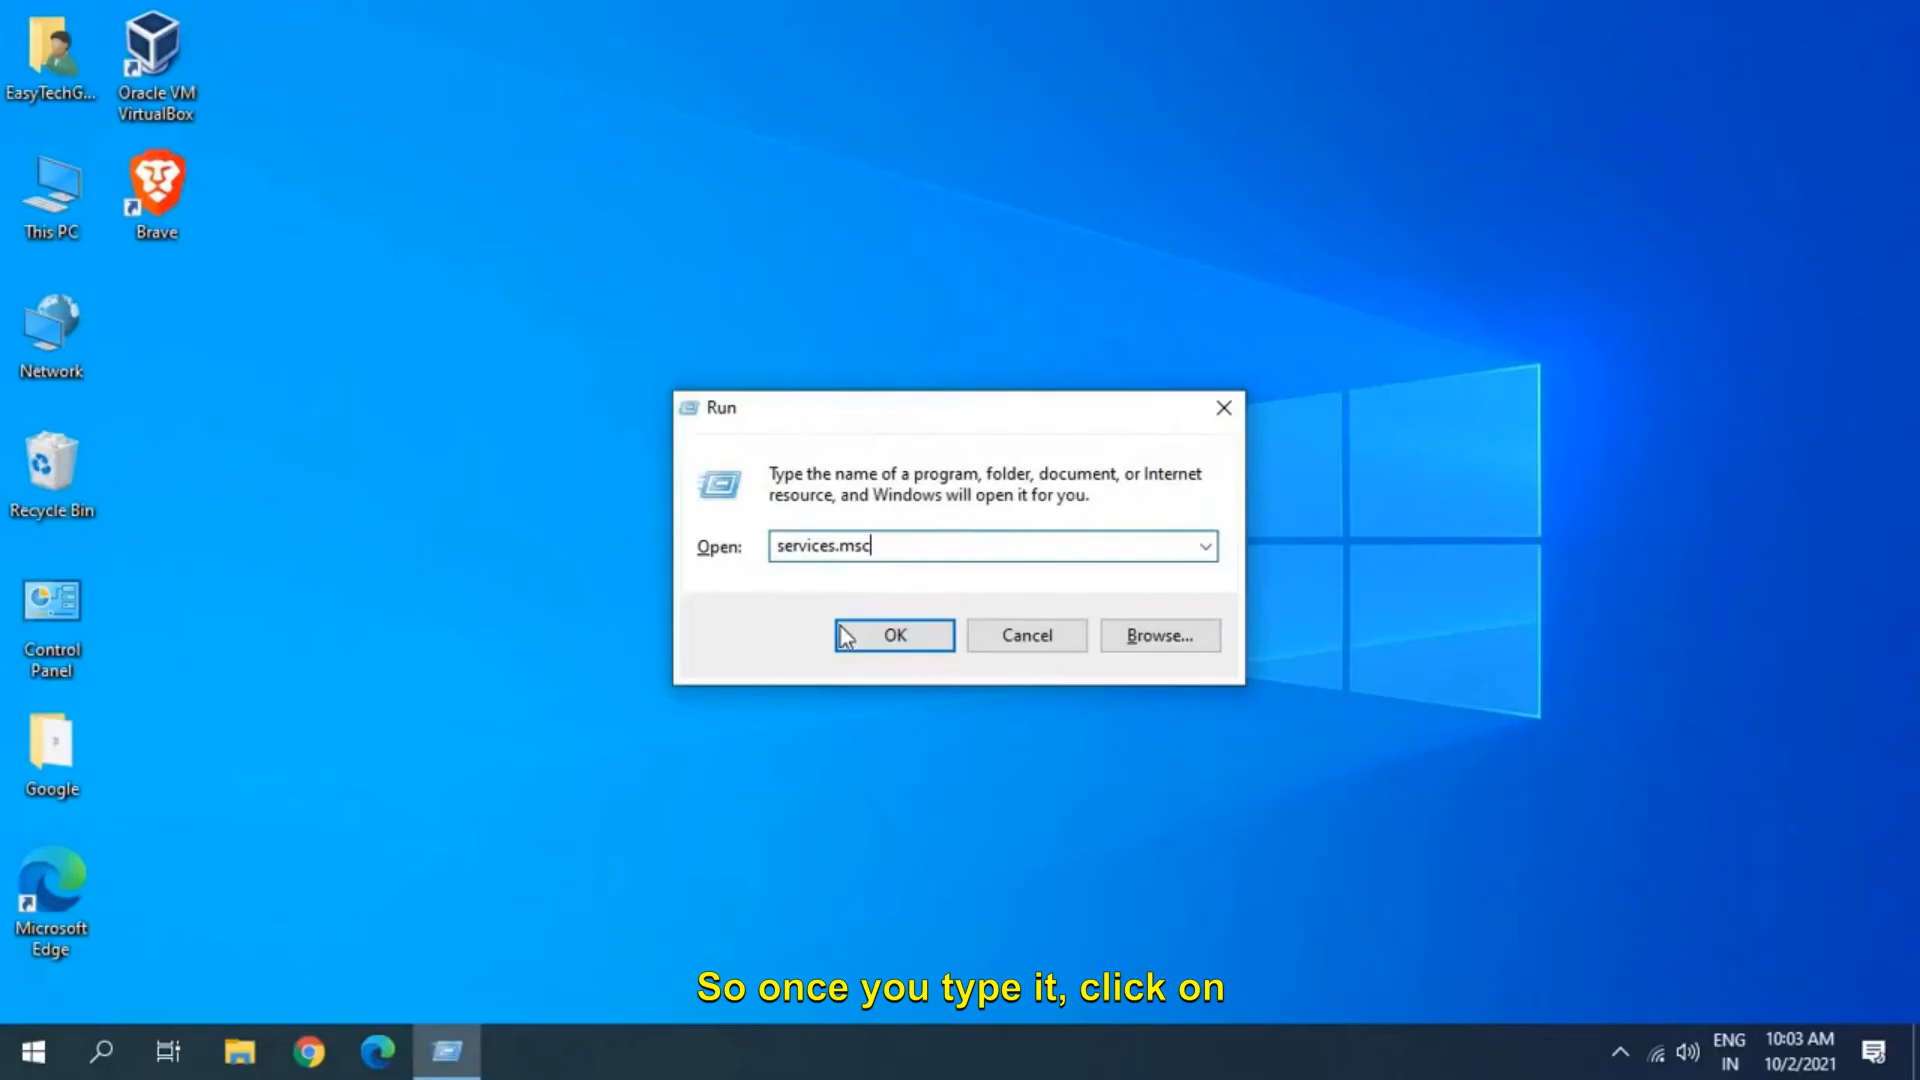 EasyTechG...
Oracle VM
VirtualBox
This PC
Brave
Network
Recycle Bin
Control
Panel
Google
Microsoft
Edge
Run
Type the name of a program, folder, document, or Internet
resource, and Windows will open it for you.
Open:
services.msc
OK
Cancel
Browse...
So once you type it, click on
ENG
IN
10:03 AM
10/2/2021